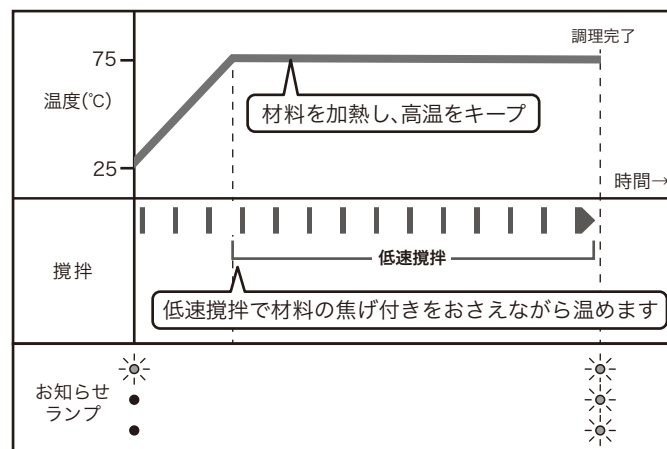 調理完了
75
温度(℃)
材料を加熱し、高温をキープ
25
時間→
撹拌
低速撹拌
低速撹拌で材料の焦げ付きをおさえながら温めます
お知らせ
ランプ